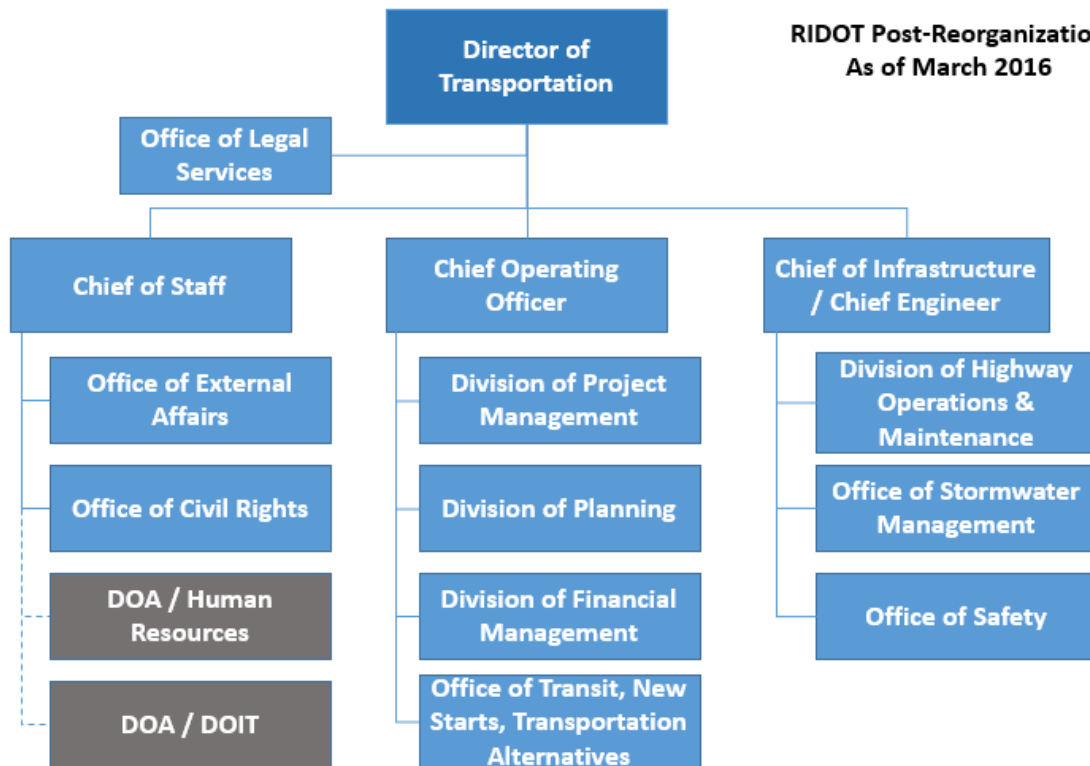 RIDOT Post-Reorganizatio
As of March 2016
Director of
Transportation
Office of Legal
Services
Chief of Staff
Chief Operating
Officer
Chief of Infrastructure
/ Chief Engineer
Office of External
Affairs
Office of Civil Rights
DOA / Human
Resources
DOA / DOIT
Division of Project
Management
Division of Planning
Division of Financial
Management
Office of Transit, New
Starts, Transportation
Alternatives
Division of Highway
Operations &
Maintenance
Office of Stormwater
Management
Office of Safety